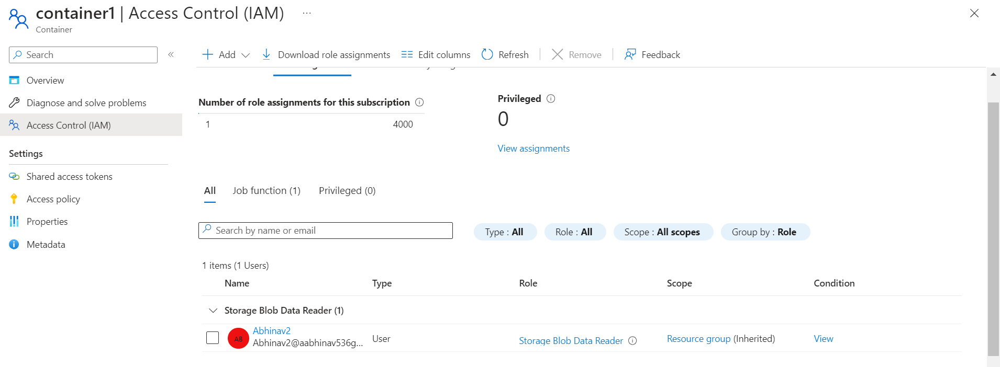 container1 | Access Control (IAM) ...
Container
Search «
Overview
Diagnose and solve problems
Access Control (IAM)
Settings
Shared access tokens
Access policy
Properties
Metadata
Add
Download role assignments
Edit columns
Refresh
Remove
Feedback
Number of role assignments for this subscription
1 4000
Privileged
0
View assignments
All Job function (1) Privileged (0)
Search by name or email
Type : All Role : All Scope : All scopes Group by : Role
1 items (1 Users)
Name Type Role Scope Condition
Storage Blob Data Reader (1)
AB Abhinav2
Abhinav2@aabhinav536g...
User
Storage Blob Data Reader
Resource group (Inherited)
View